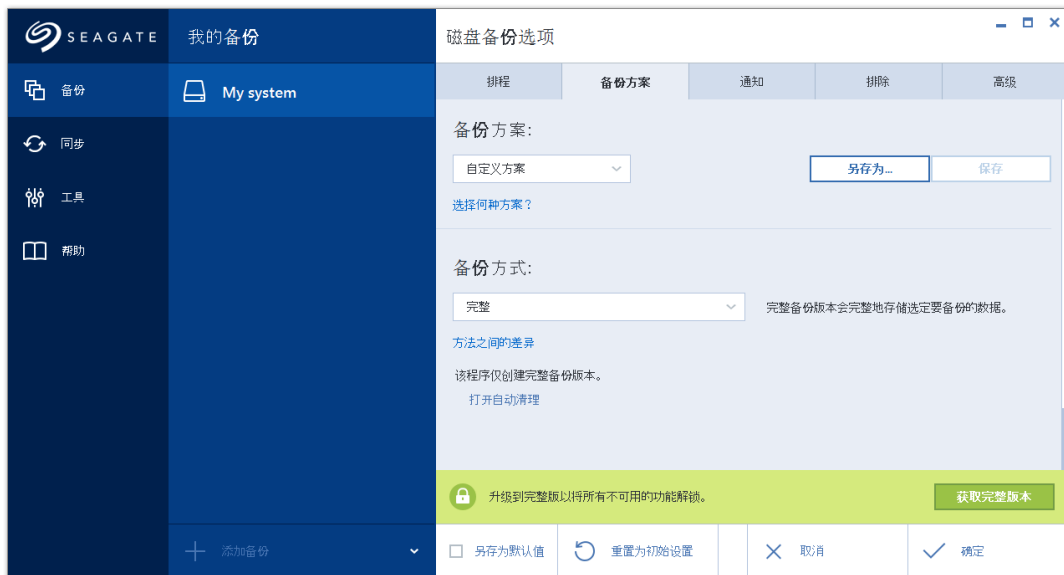 SEAGATE
备份
同步
工具
帮助
我的备份
My system
添加备份
磁盘备份选项
排程
备份方案
通知
排除
高级
备份方案:
自定义方案
另存为...
保存
选择何种方案?
备份方式:
完整
完整备份版本会完整地存储选定要备份的数据。
方法之间的差异
该程序仅创建完整备份版本。
打开自动清理
升级到完整版以将所有不可用的功能解锁。
获取完整版本
另存为默认值
重置为初始设置
取消
确定